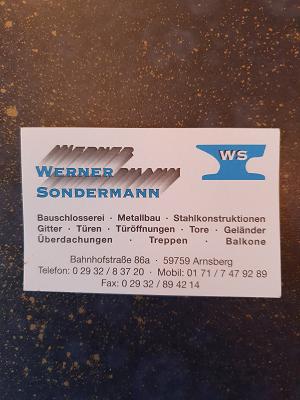 WERNER
SONDERMANN
WS
Bauschlosserei · Metallbau · Stahlkonstruktionen
Gitter · Türen · Türöffnungen · Tore · Geländer
Überdachungen · Treppen · Balkone
Bahnhofstraße 86a · 59759 Arnsberg
Telefon: 0 29 32 / 8 37 20 · Mobil: 01 71 / 7 47 92 89
Fax: 0 29 32 / 89 42 14